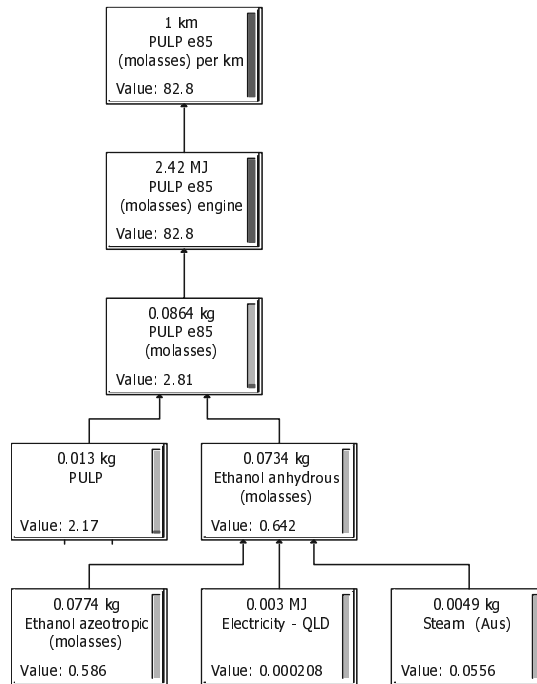 1 km
PULP e85
(molasses) per km
Value: 82.8
2.42 MJ
PULP e85
(molasses) engine
Value: 82.8
0.0864 kg
PULP e85
(molasses)
Value: 2.81
0.013 kg
PULP
Value: 2.17
0.0734 kg
Ethanol anhydrous
(molasses)
Value: 0.642
0.0774 kg
Ethanol azeotropic
(molasses)
Value: 0.586
0.003 MJ
Electricity - QLD
Value: 0.000208
0.0049 kg
Steam (Aus)
Value: 0.0556